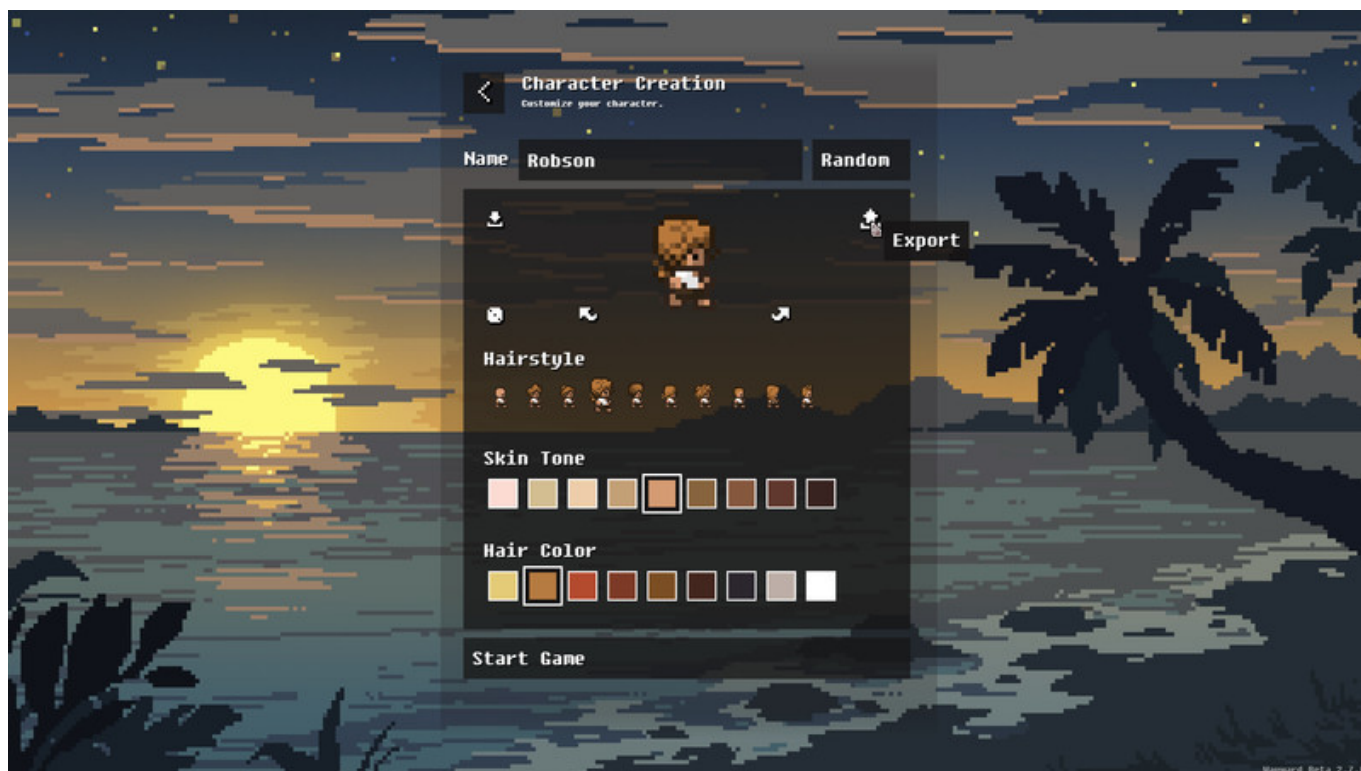 Character Creation
Customize your character.
Name Robson Random
Export
Hairstyle
Skin Tone
Hair Color
Start Game